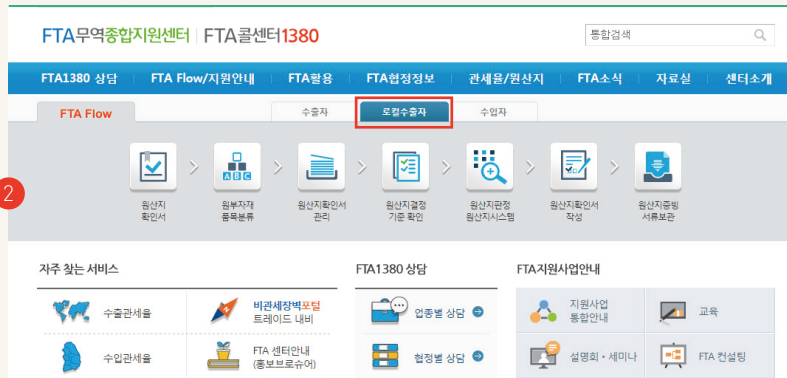 FTA무역종합지원센터 | FTA콜센터1380
통합검색
FTA1380 상담 FTA Flow/지원안내 FTA활용 FTA협정정보 관세율/원산지 FTA소식 자료실 센터소개
FTA Flow 수출자 로컬수출자 수입자
2
A B C
원산지
확인서
원부자재
품목분류
원산지확인서
관리
원산지결정
기준 확인
원산지판정
원산지시스템
원산지확인서
작성
원산지증빙
서류보관
자주 찾는 서비스
수출관세율
비관세장벽포털
트레이드 내비
수입관세율
FTA 센터안내
(홍보브로슈어)
FTA1380 상담
업종별 상담
협정별 상담
FTA지원사업안내
지원사업
통합안내
교육
설명회・세미나
FTA 컨설팅